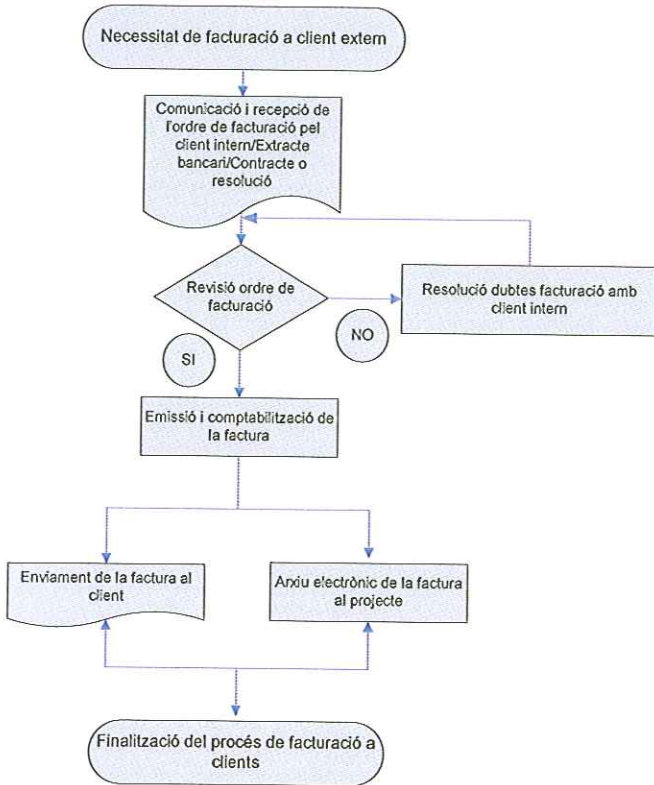 Necessitat de facturació a client extern
Comunicació i recepció de
l'ordre de facturació pel
client intern/Extracte
bancari/Contracte o
resolució
Revisió ordre de
facturació
Resolució dubtes facturació amb
client intern
NO
SI
Emissió i comptabilització de
la factura
Enviament de la factura al
client
Arxiu electrònic de la factura
al projecte
Finalització del procés de facturació a
clients